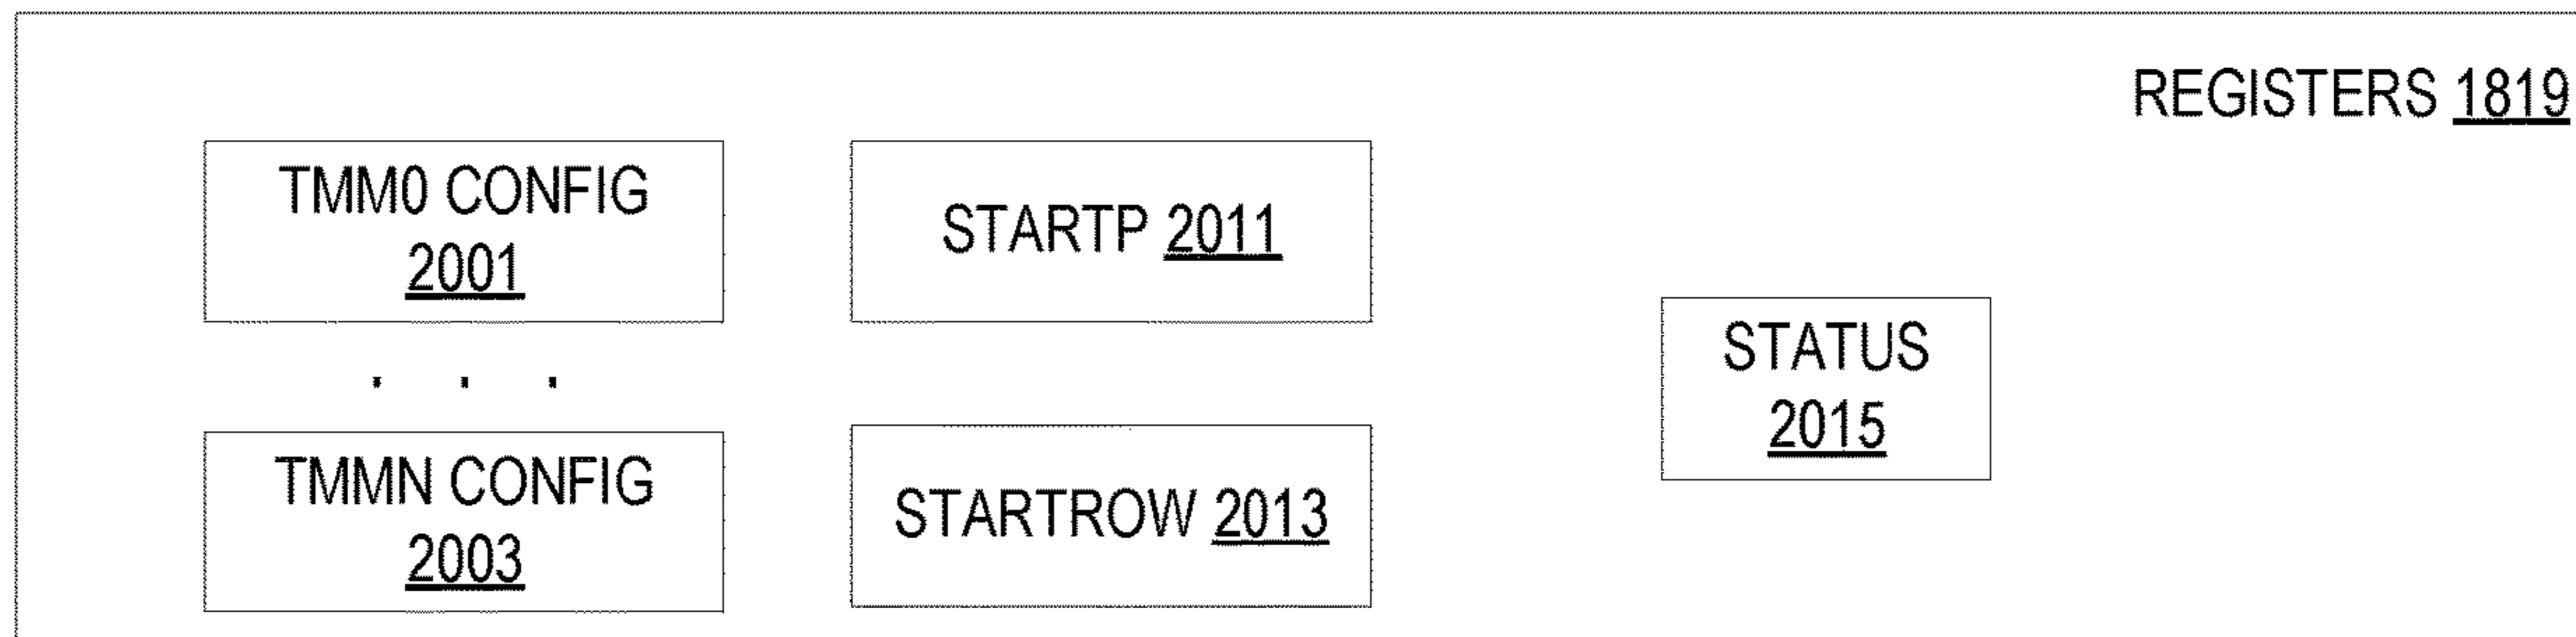 REGISTERS 1819
TMM0 CONFIG
2001
STARTP 2011
STATUS
2015
. . .
TMMN CONFIG
2003
STARTROW 2013